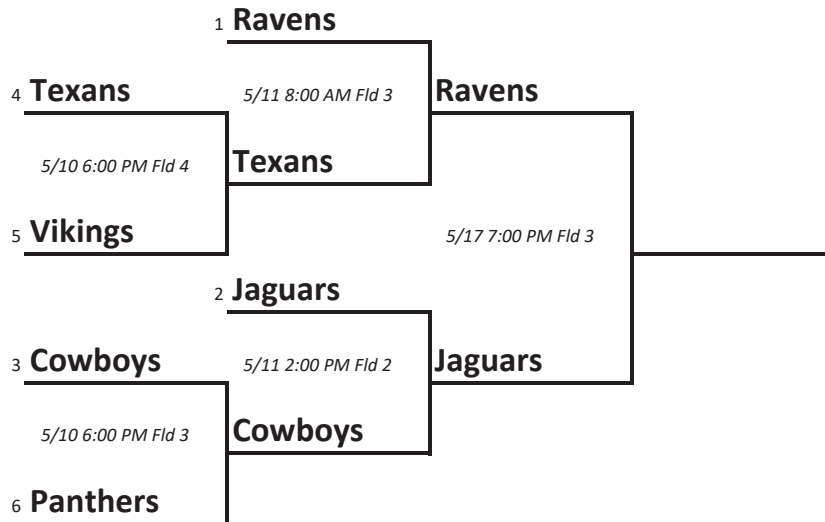 1 Ravens
4 Texans
5/11 8:00 AM Fld 3
Ravens
5/10 6:00 PM Fld 4
Texans
5 Vikings
5/17 7:00 PM Fld 3
2 Jaguars
3 Cowboys
5/11 2:00 PM Fld 2
Jaguars
5/10 6:00 PM Fld 3
Cowboys
6 Panthers